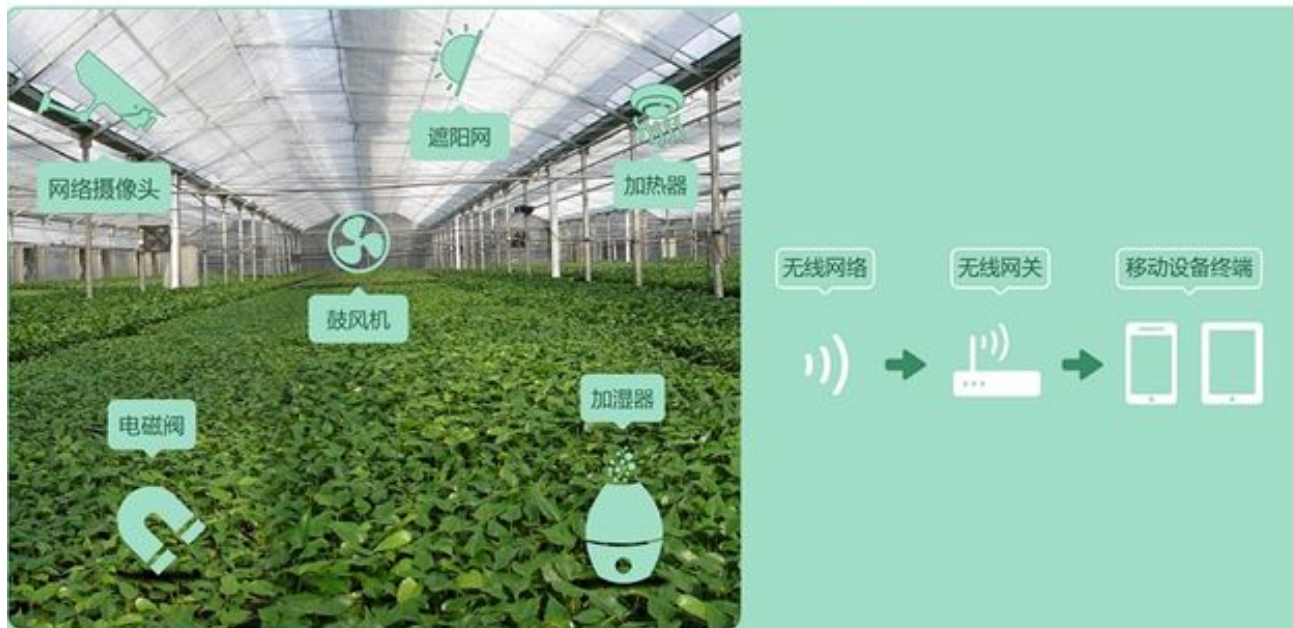 遮阳网
网络摄像头
加热器
鼓风机
加湿器
电磁阀
无线网络
无线网关
移动设备终端